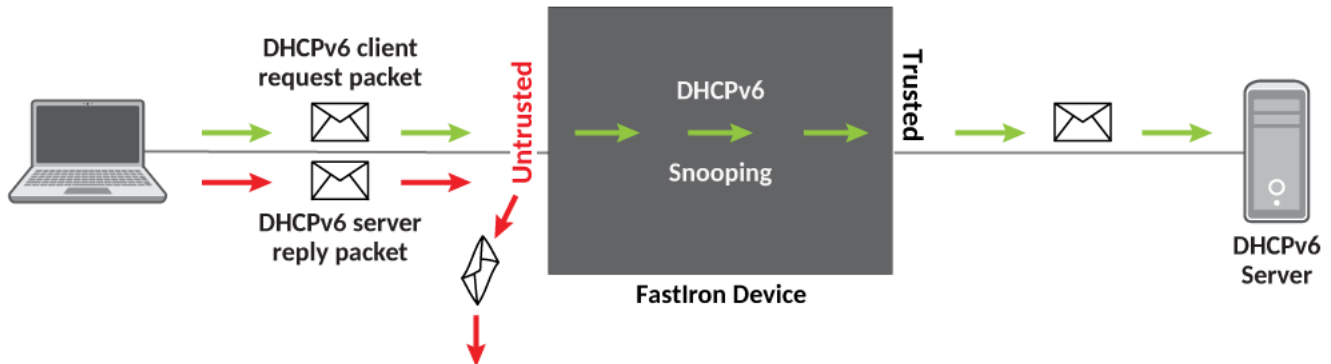 DHCPv6 client
request packet
Untrusted
DHCPv6
Snooping
Trusted
DHCPv6 server
reply packet
DHCPv6
Server
FastIron Device